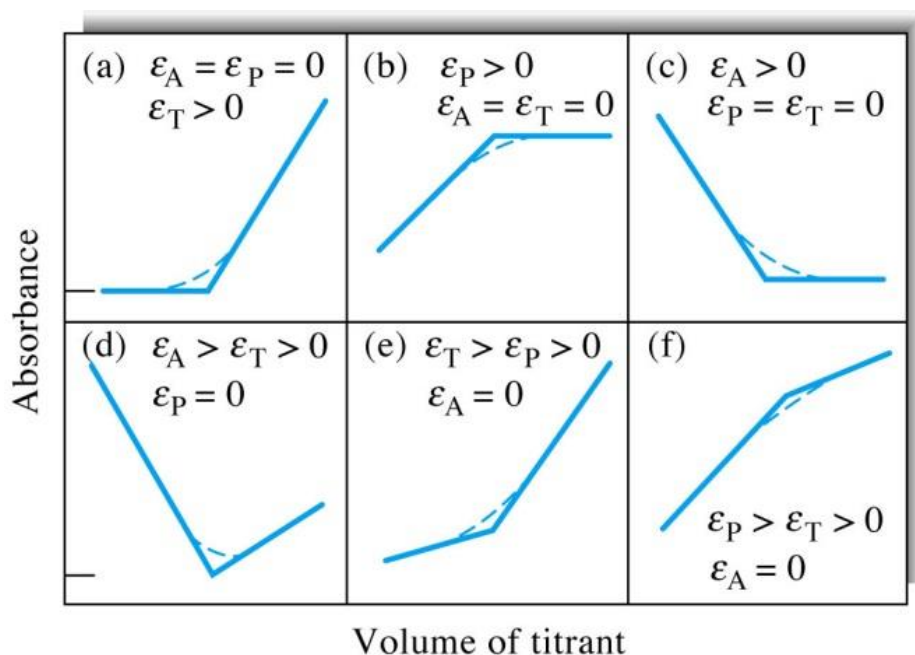 (a) εA = εP = 0
εT > 0
(b) εP > 0
εA = εT = 0
(c) εA > 0
εP = εT = 0
(d) εA > εT > 0
εP = 0
(e) εT > εP > 0
εA = 0
(f)
εP > εT > 0
εA = 0
Absorbance
Volume of titrant